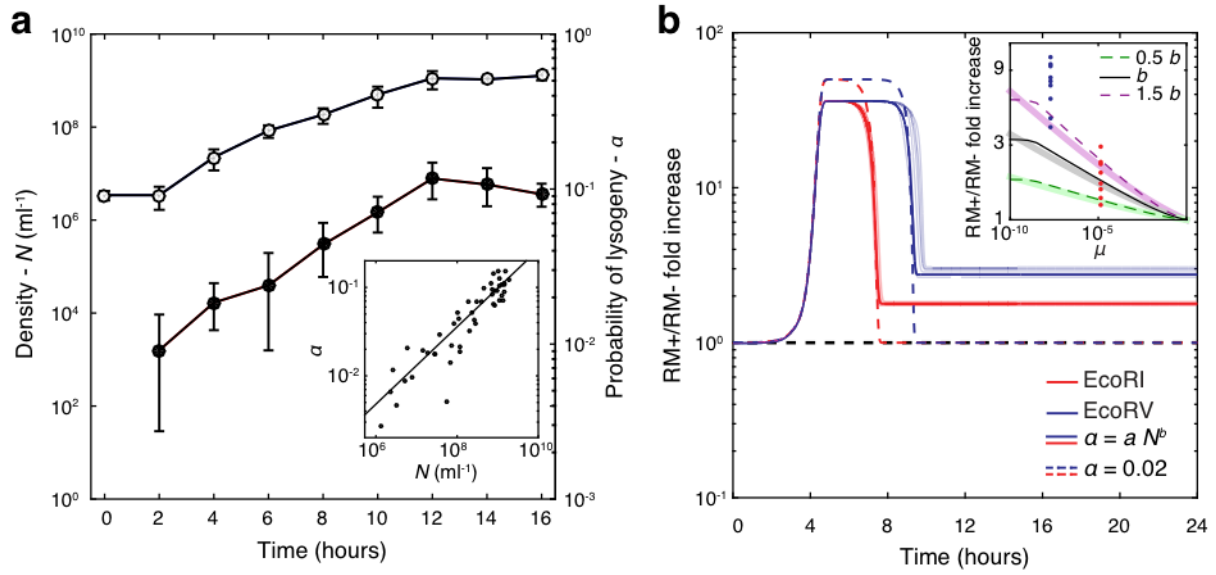 a
10^10
10^8
10^6
10^4
10^2
10^0
Density - N (ml^-1)
0 2 4 6 8 10 12 14 16
Time (hours)
10^0
10^-1
10^-2
10^-3
Probability of lysogeny - α
10^-1
10^-2
α
10^6 10^8 10^10
N (ml^-1)
b
10^2
10^1
10^0
10^-1
RM+/RM- fold increase
0 4 8 12 16 20 24
Time (hours)
EcoRI
EcoRV
α = a N^b
α = 0.02
9
3
1
RM+/RM- fold increase
10^-10 10^-5
μ
0.5 b
b
1.5 b